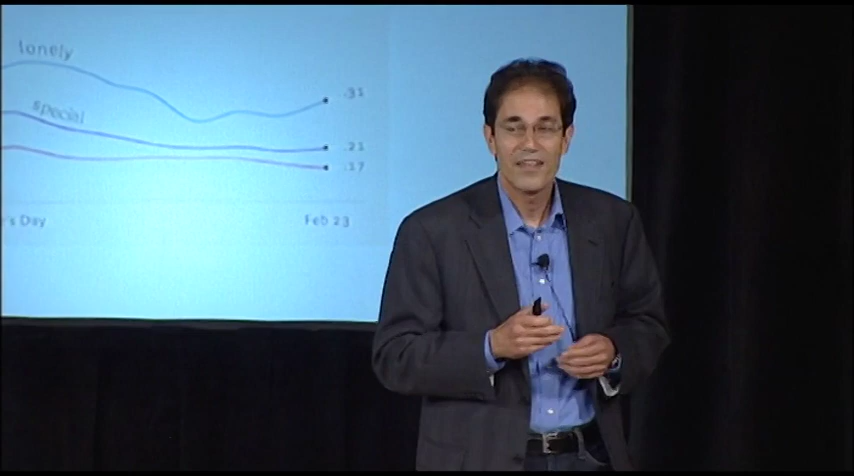 lonely
.31
special
.21
.17
's Day
Feb 23